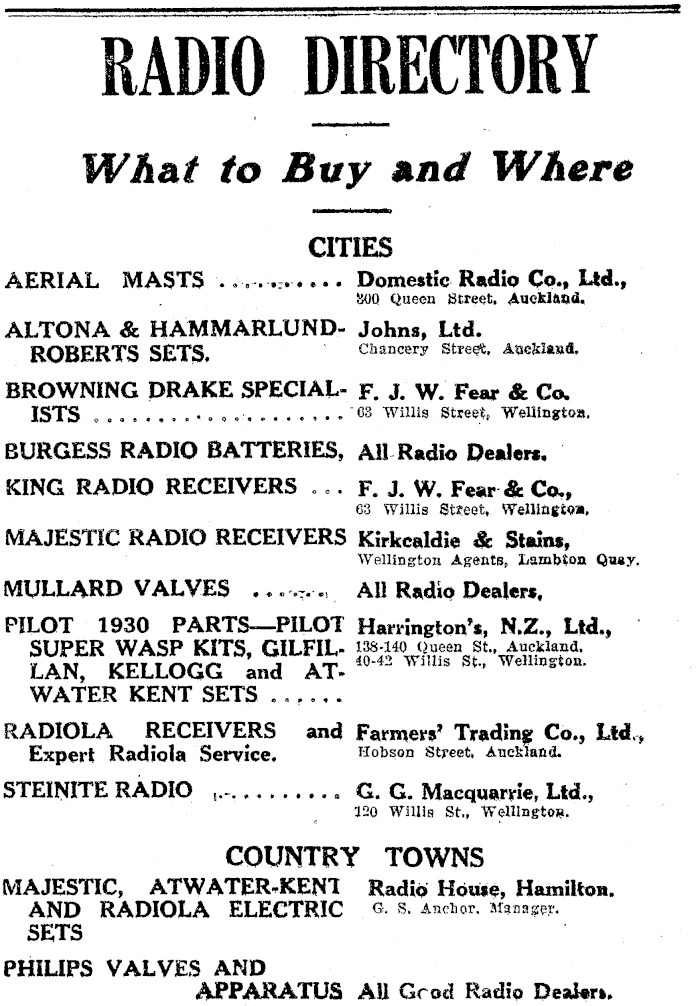 RADIO DIRECTORY
What to Buy and Where
CITIES
AERIAL MASTS .......... Domestic Radio Co., Ltd.,
300 Queen Street, Auckland.
ALTONA & HAMMARLUND- Johns, Ltd.
ROBERTS SETS. Chancery Street, Auckland.
BROWNING DRAKE SPECIAL- F. J. W. Fear & Co.
ISTS ..................... 63 Willis Street, Wellington.
BURGESS RADIO BATTERIES, All Radio Dealers.
KING RADIO RECEIVERS ... F. J. W. Fear & Co.,
63 Willis Street, Wellington.
MAJESTIC RADIO RECEIVERS Kirkcaldie & Stains,
Wellington Agents, Lambton Quay.
MULLARD VALVES ....... All Radio Dealers.
PILOT 1930 PARTS—PILOT Harrington's, N.Z., Ltd.,
SUPER WASP KITS, GILFIL- 138-140 Queen St., Auckland.
LAN, KELLOGG and AT- 40-42 Willis St., Wellington.
WATER KENT SETS ......
RADIOLA RECEIVERS and Farmers' Trading Co., Ltd.,
Expert Radiola Service. Hobson Street, Auckland.
STEINITE RADIO ........... G. G. Macquarrie, Ltd.,
120 Willis St., Wellington.
COUNTRY TOWNS
MAJESTIC, ATWATER-KENT Radio House, Hamilton.
AND RADIOLA ELECTRIC G. S. Anchor, Manager.
SETS
PHILIPS VALVES AND
APPARATUS All Good Radio Dealers.